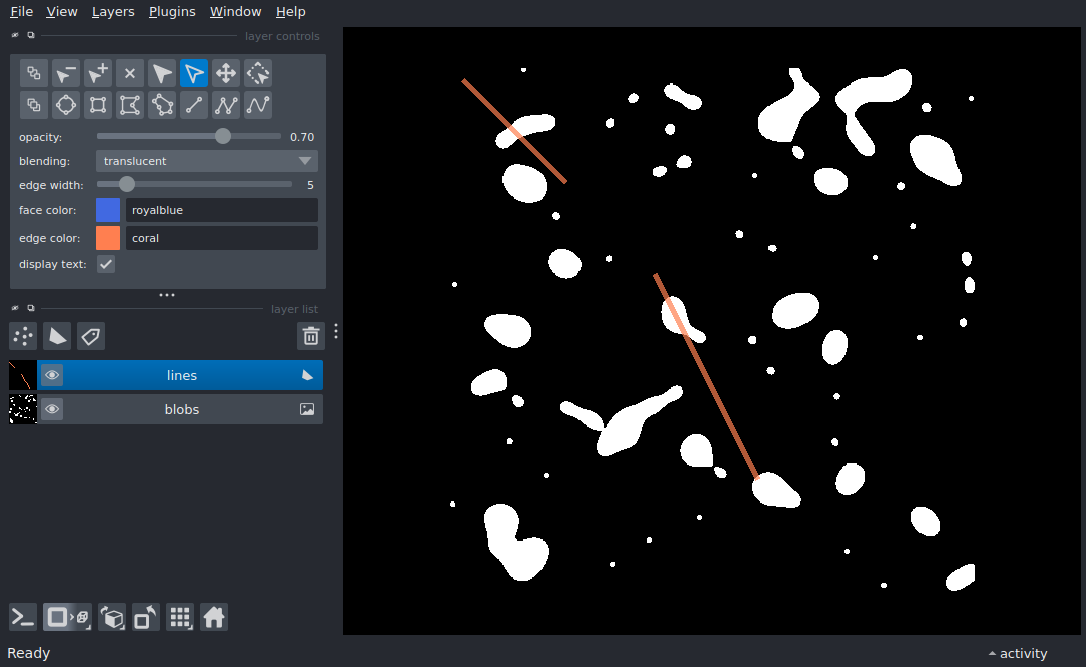 File View Layers Plugins Window Help
layer controls
opacity: 0.70
blending: translucent
edge width: 5
face color: royalblue
edge color: coral
display text:
layer list
lines
blobs
Ready
activity